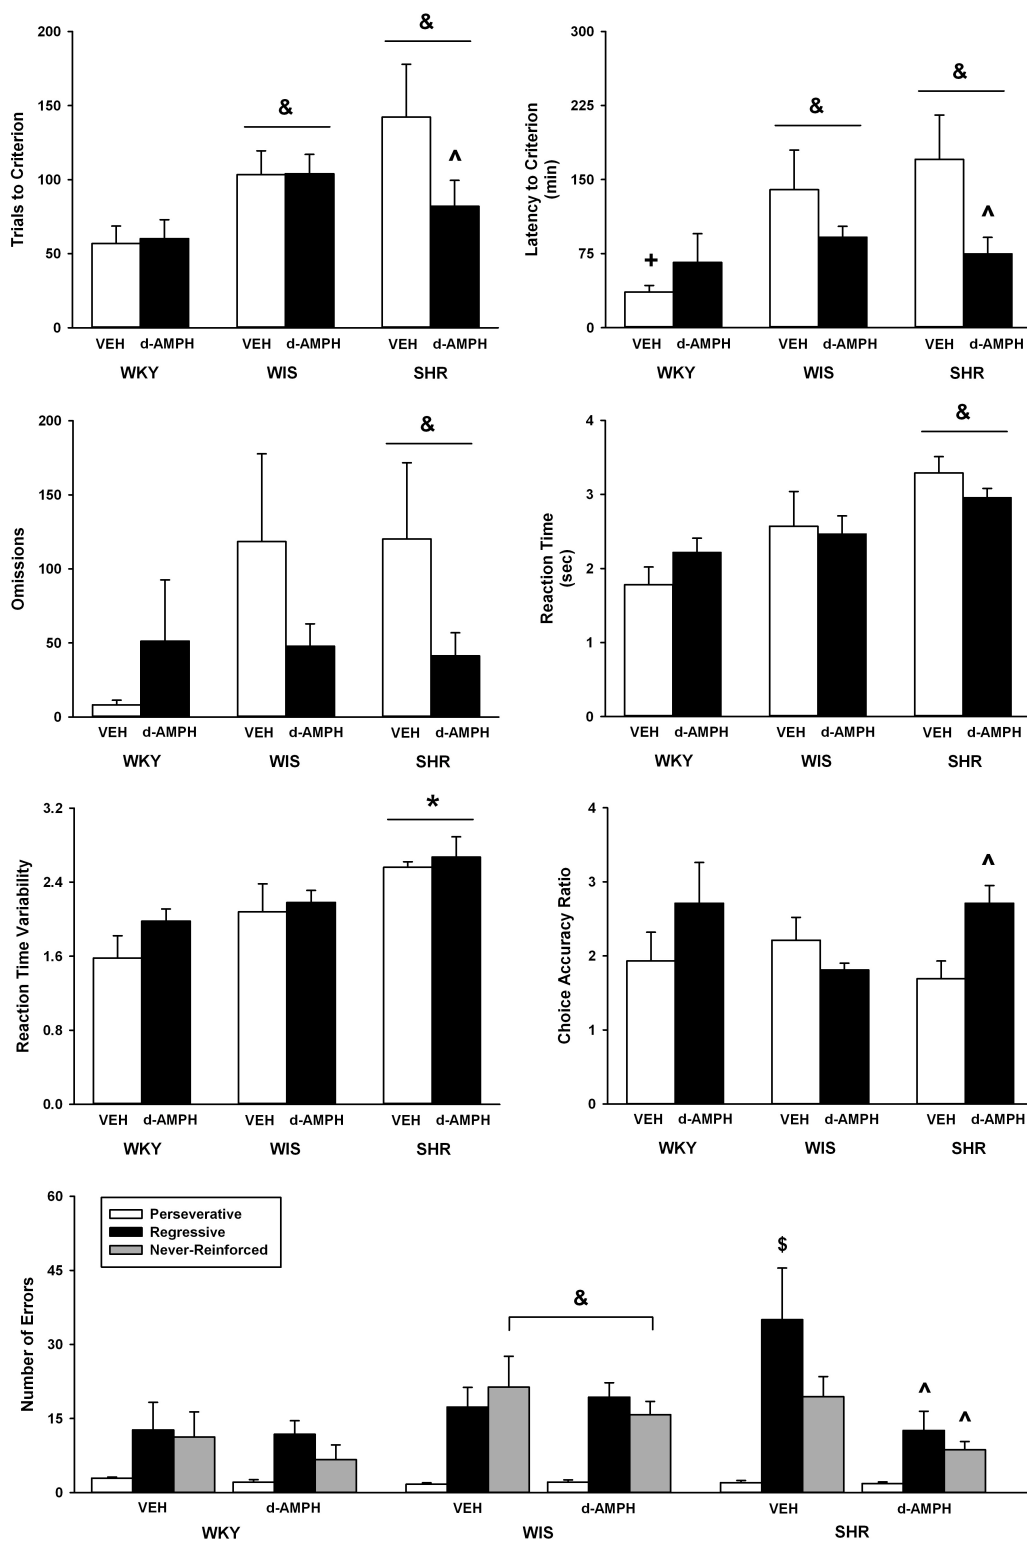 Trials to Criterion
200
150
100
50
0
&
&
^
VEH d-AMPH VEH d-AMPH VEH d-AMPH
WKY WIS SHR
Latency to Criterion
(min)
300
225
150
75
0
+
&
&
^
VEH d-AMPH VEH d-AMPH VEH d-AMPH
WKY WIS SHR
Omissions
200
150
100
50
0
&
VEH d-AMPH VEH d-AMPH VEH d-AMPH
WKY WIS SHR
Reaction Time
(sec)
4
3
2
1
0
&
VEH d-AMPH VEH d-AMPH VEH d-AMPH
WKY WIS SHR
Reaction Time Variability
3.2
2.4
1.6
0.8
0.0
*
VEH d-AMPH VEH d-AMPH VEH d-AMPH
WKY WIS SHR
Choice Accuracy Ratio
4
3
2
1
0
^
VEH d-AMPH VEH d-AMPH VEH d-AMPH
WKY WIS SHR
Number of Errors
60
45
30
15
0
Perseverative
Regressive
Never-Reinforced
&
$
^
^
VEH d-AMPH VEH d-AMPH VEH d-AMPH
WKY WIS SHR